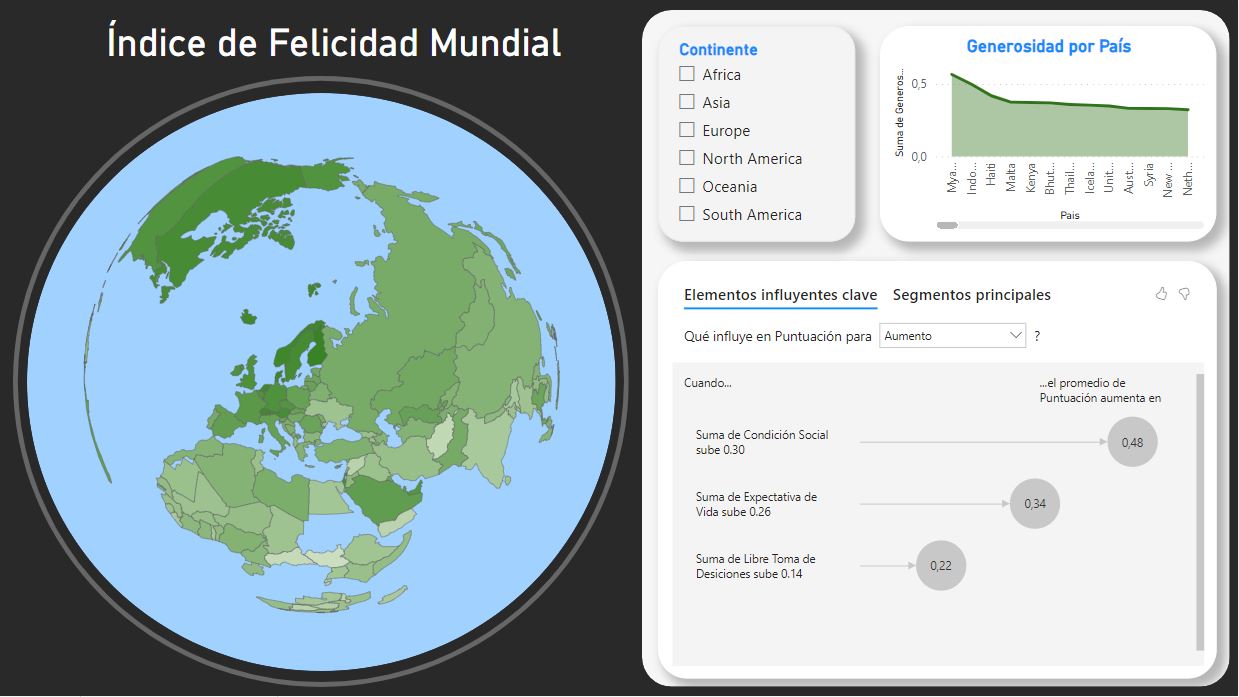 Índice de Felicidad Mundial
Continente
Africa
Asia
Europe
North America
Oceania
South America
Generosidad por País
Suma de Generos...
0,5
0,0
Mya...
Indo...
Haiti
Malta
Kenya
Bhut...
Thail...
Icela...
Unit...
Aust...
Syria
New ...
Neth...
Pais
Elementos influyentes clave Segmentos principales
Qué influye en Puntuación para Aumento ?
Cuando...
...el promedio de
Puntuación aumenta en
Suma de Condición Social
sube 0.30
0,48
Suma de Expectativa de
Vida sube 0.26
0,34
Suma de Libre Toma de
Desiciones sube 0.14
0,22